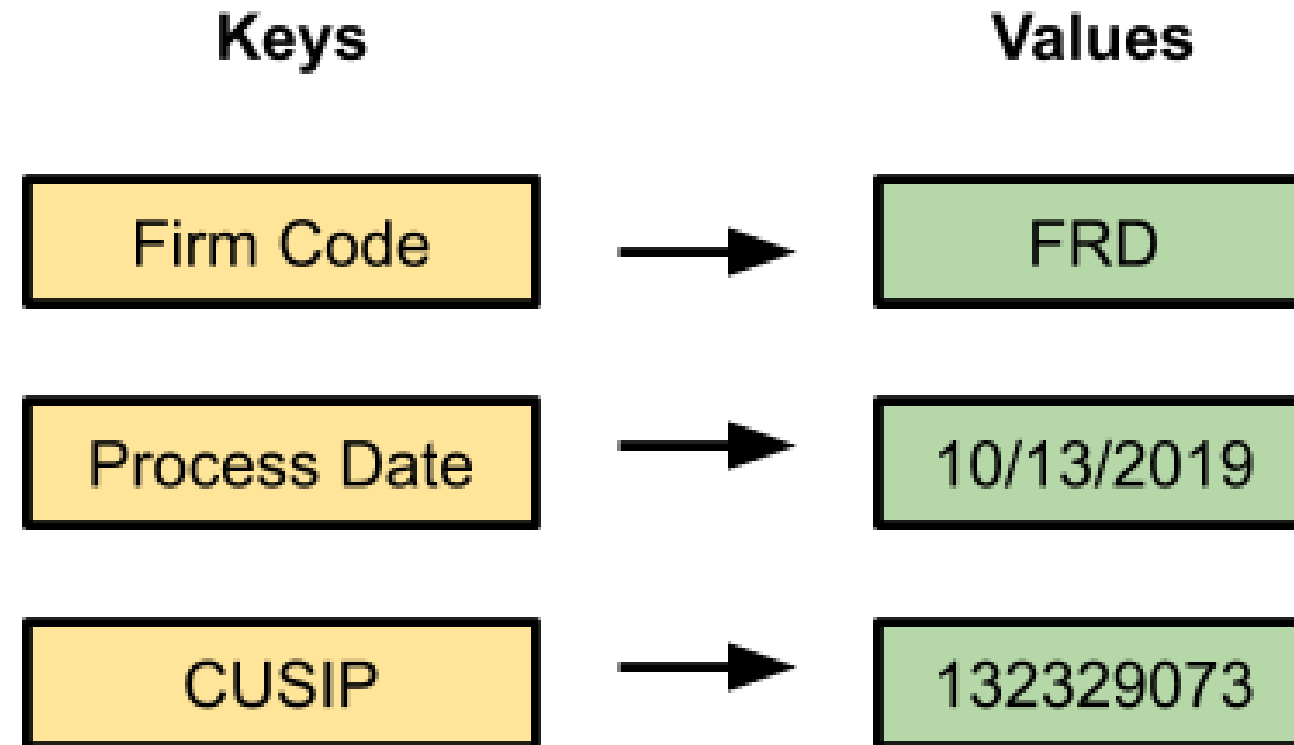 Keys Values
Firm Code FRD
Process Date 10/13/2019
CUSIP 132329073